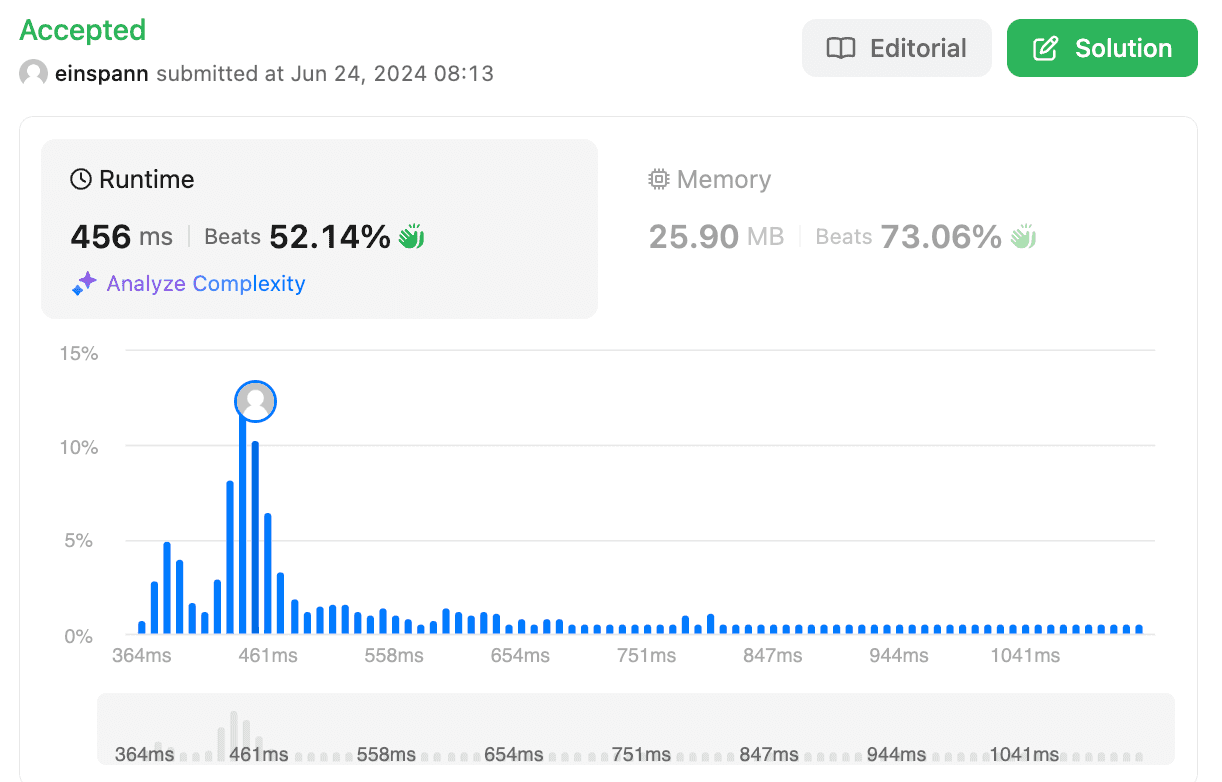 Accepted
einspann submitted at Jun 24, 2024 08:13
Editorial
Solution
Runtime
456 ms Beats 52.14%
Analyze Complexity
Memory
25.90 MB Beats 73.06%
15%
10%
5%
0%
364ms 461ms 558ms 654ms 751ms 847ms 944ms 1041ms
364ms 461ms 558ms 654ms 751ms 847ms 944ms 1041ms